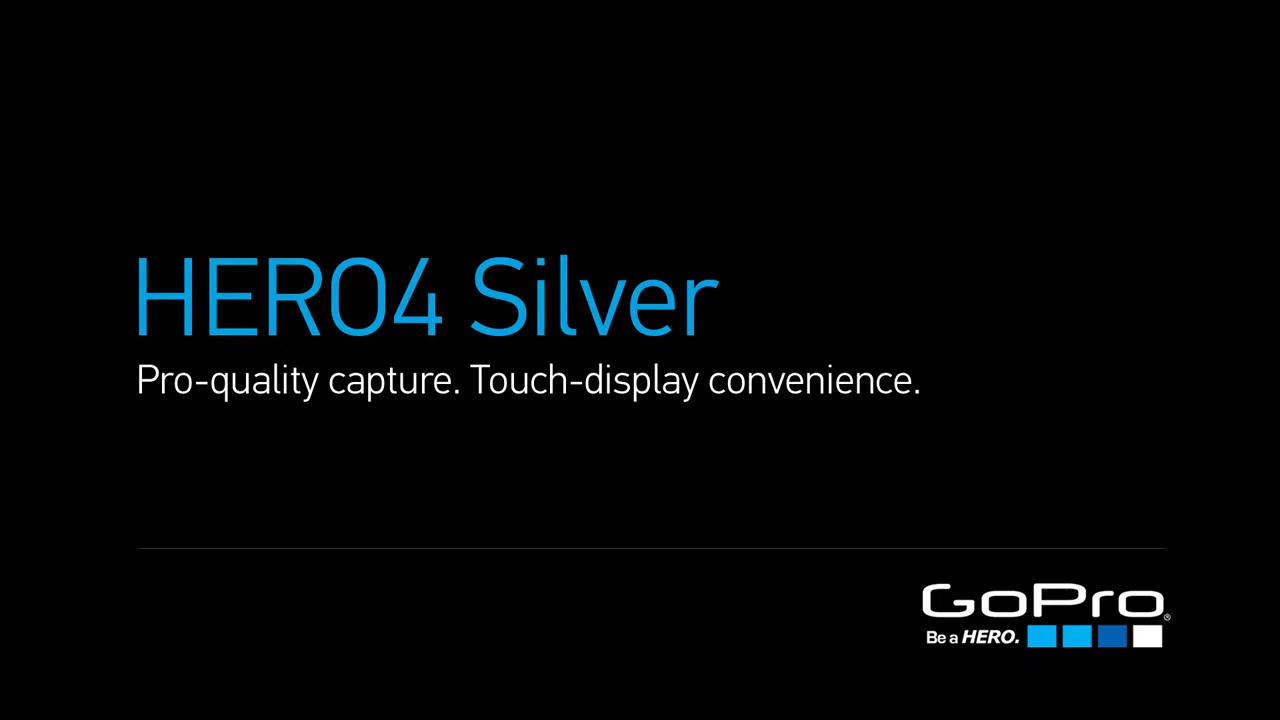 HERO4 Silver
Pro-quality capture. Touch-display convenience.
GoPro®
Be a HERO.